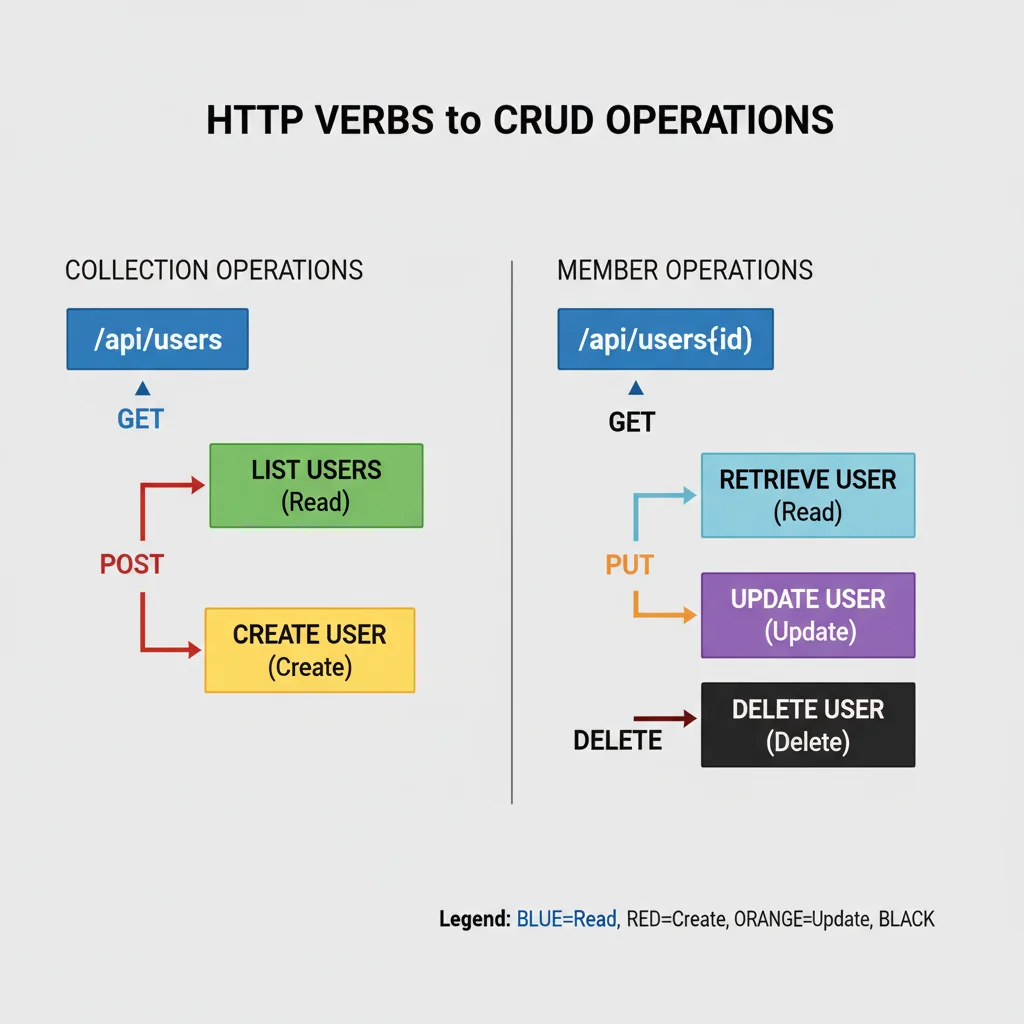 HTTP VERBS to CRUD OPERATIONS
COLLECTION OPERATIONS
/api/users
GET
LIST USERS
(Read)
POST
CREATE USER
(Create)
MEMBER OPERATIONS
/api/users{id)
GET
RETRIEVE USER
(Read)
PUT
UPDATE USER
(Update)
DELETE USER
(Delete)
DELETE
Legend: BLUE=Read, RED=Create, ORANGE=Update, BLACK